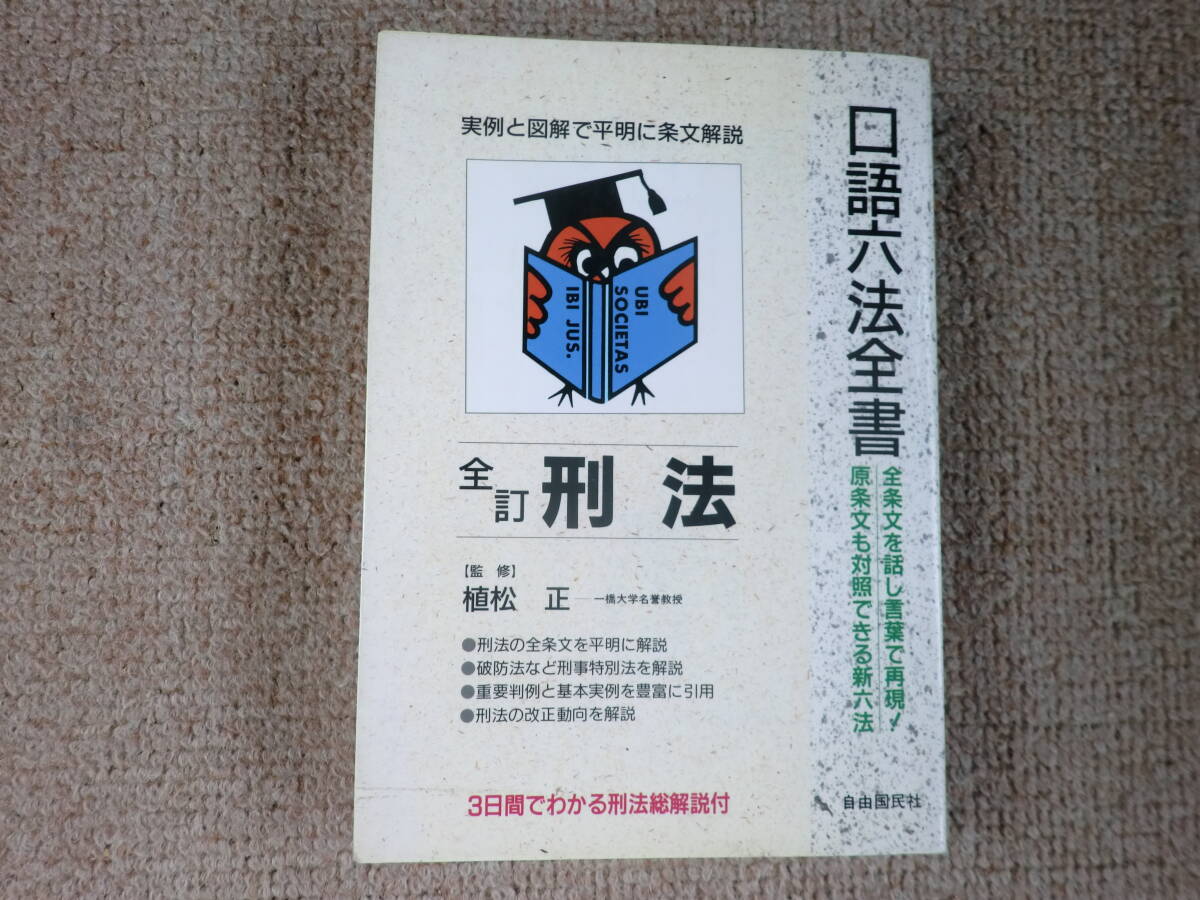 口語六法全書
全条文を話し言葉で再現!
原条文も対照できる新六法
自由国民社
実例と図解で平明に条文解説
UBI
SOCIETAS
IBI JUS.
全訂 刑法
【監修】
植松 正 ─ 一橋大学名誉教授
●刑法の全条文を平明に解説
●破防法など刑事特別法を解説
●重要判例と基本実例を豊富に引用
●刑法の改正動向を解説
3日間でわかる刑法総解説付